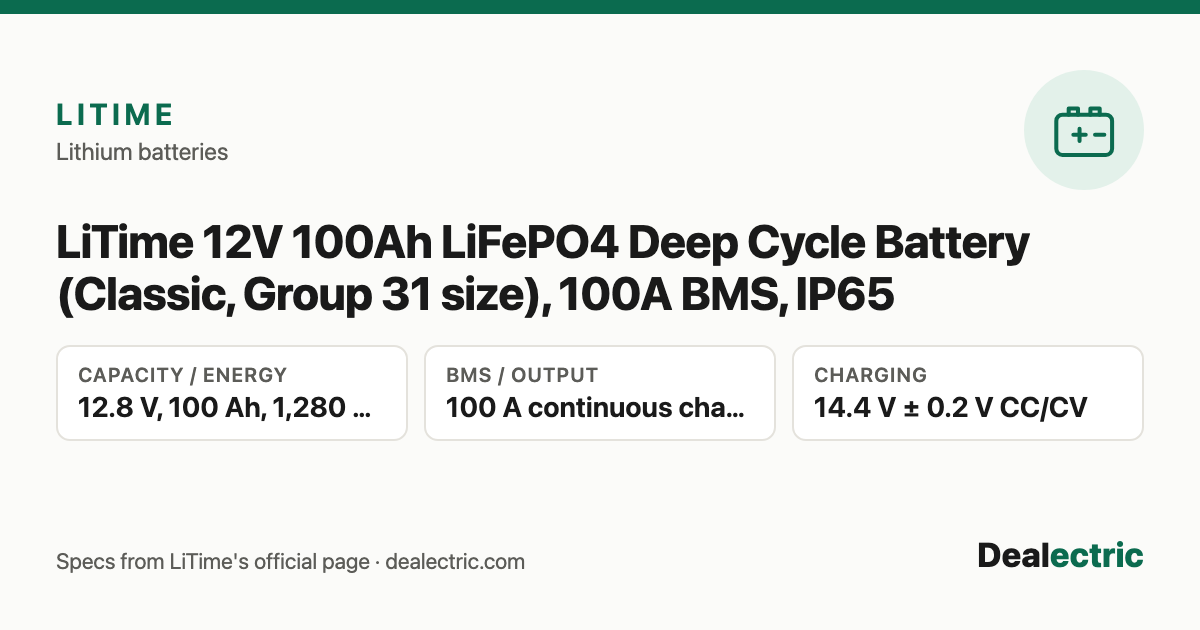 LITIME
Lithium batteries
LiTime 12V 100Ah LiFePO4 Deep Cycle Battery
(Classic, Group 31 size), 100A BMS, IP65
CAPACITY / ENERGY
12.8 V, 100 Ah, 1,280 ...
BMS / OUTPUT
100 A continuous cha...
CHARGING
14.4 V ± 0.2 V CC/CV
Specs from LiTime's official page · dealectric.com
Dealectric